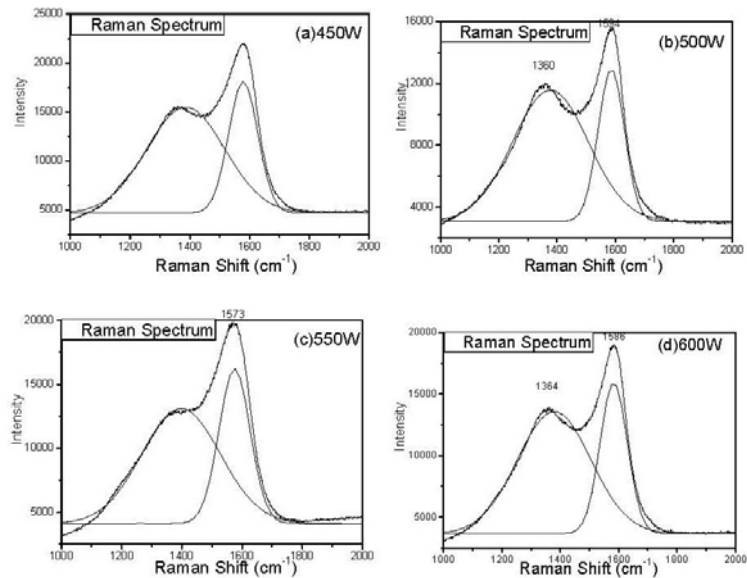 Raman Spectrum
(a)450W
25000
20000
15000
10000
5000
Intensity
1000 1200 1400 1600 1800 2000
Raman Shift (cm⁻¹)
Raman Spectrum
1594
(b)500W
1360
16000
12000
8000
4000
Intensity
1000 1200 1400 1600 1800 2000
Raman Shift (cm⁻¹)
1573
Raman Spectrum
(c)550W
20000
15000
10000
5000
Intensity
1000 1200 1400 1600 1800 2000
Raman Shift (cm⁻¹)
Raman Spectrum
1586
(d)600W
1364
20000
15000
10000
5000
Intensity
1000 1200 1400 1600 1800 2000
Raman Shift (cm⁻¹)